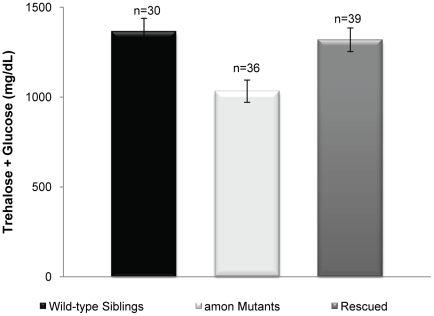 Trehalose + Glucose (mg/dL)
1500
1000
500
0
n=30
n=36
n=39
Wild-type Siblings
amon Mutants
Rescued